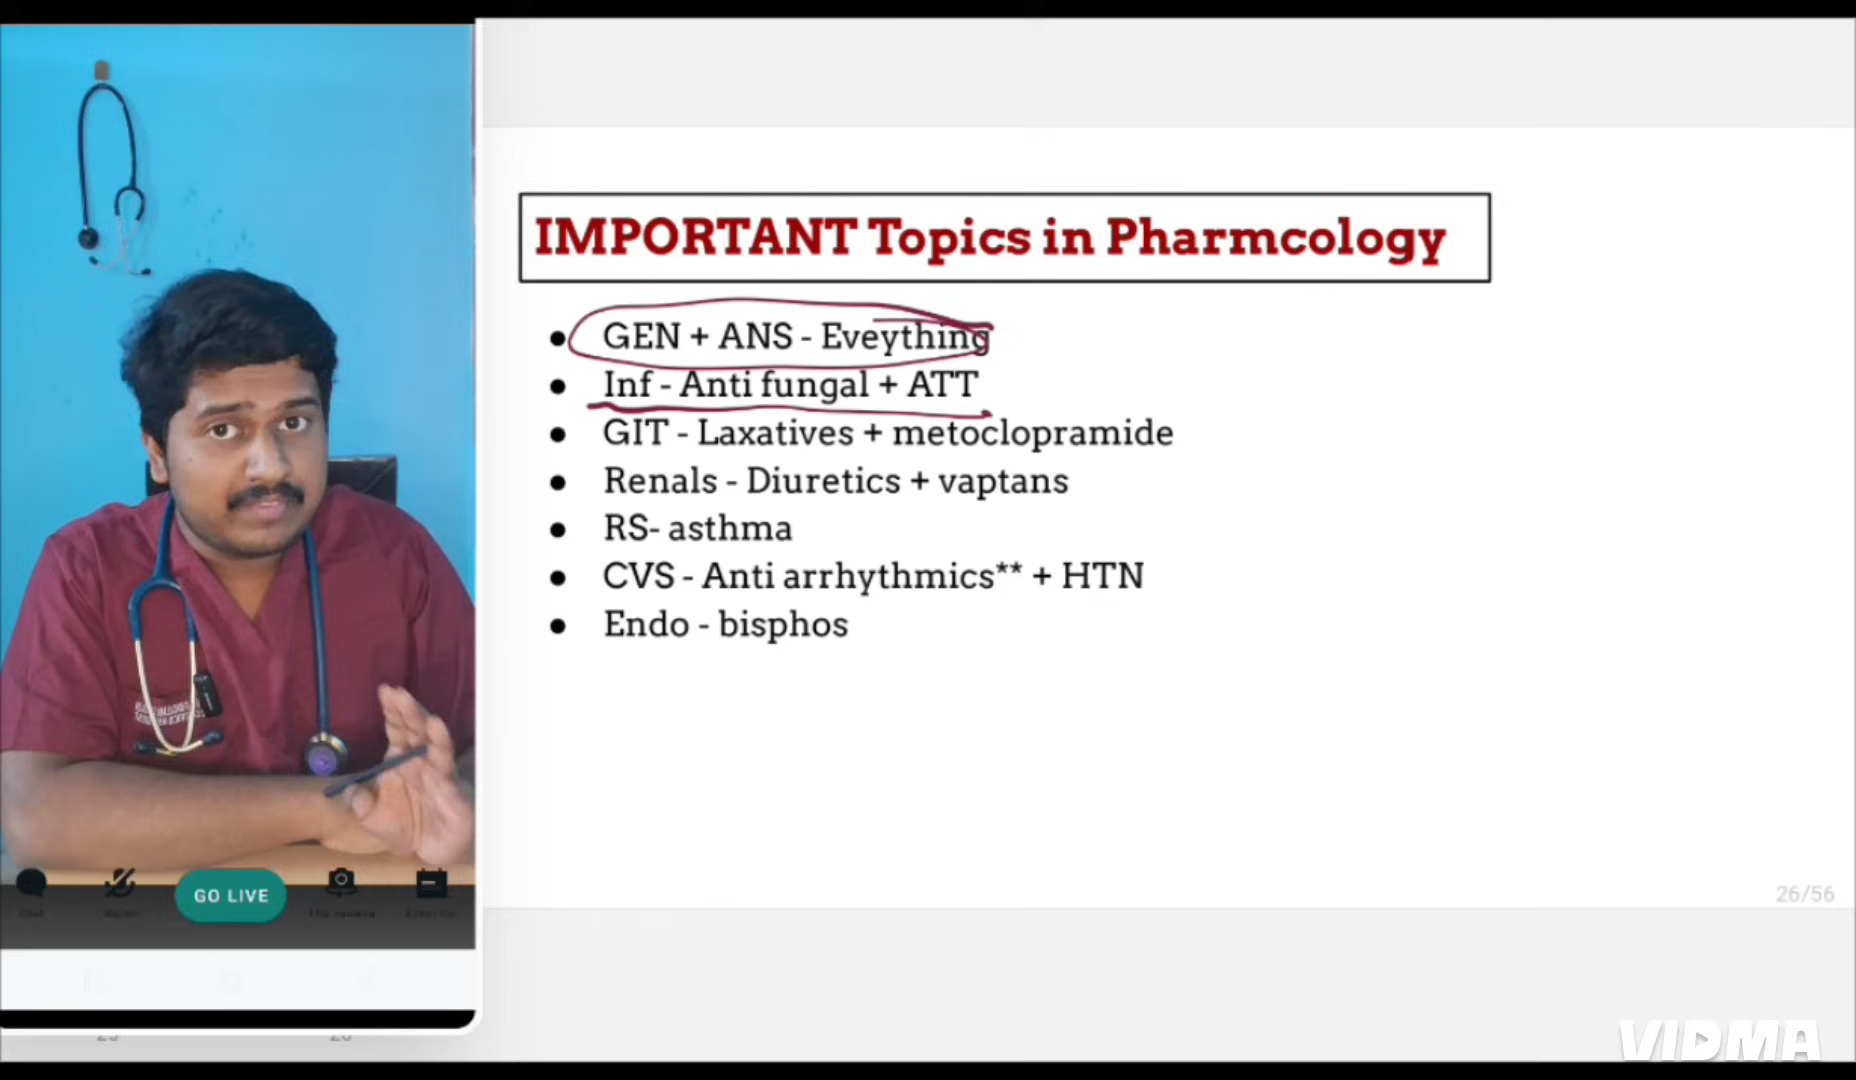 IMPORTANT Topics in Pharmcology
● GEN + ANS - Eveything
● Inf - Anti fungal + ATT
● GIT - Laxatives + metoclopramide
● Renals - Diuretics + vaptans
● RS- asthma
● CVS - Anti arrhythmics** + HTN
● Endo - bisphos
GO LIVE
26/56
VIDMA